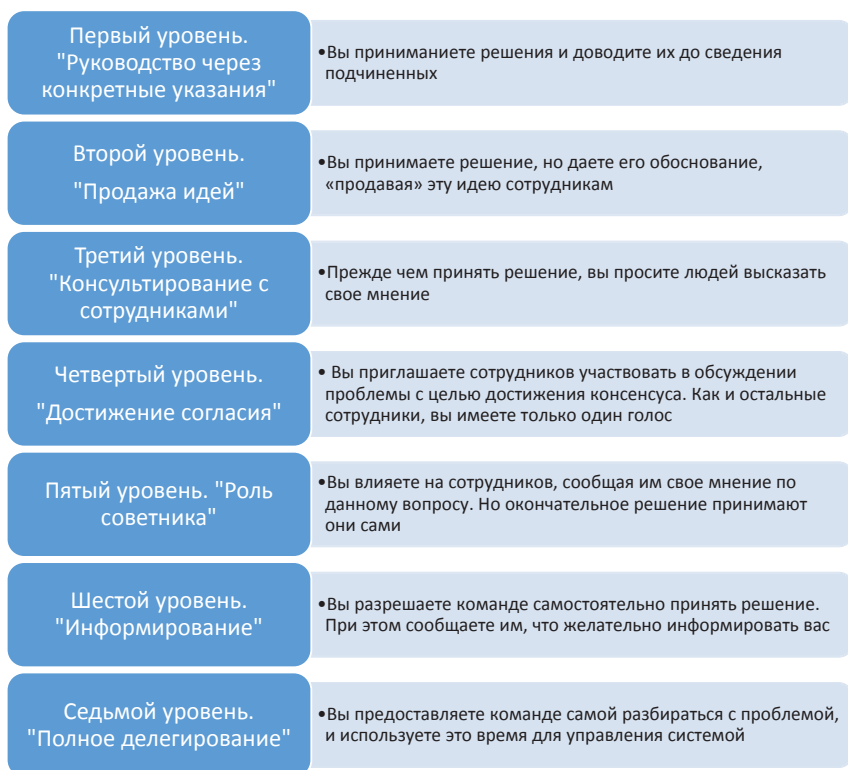 Первый уровень.
"Руководство через
конкретные указания"
•Вы приниманиете решения и доводите их до сведения
подчиненных
Второй уровень.
"Продажа идей"
•Вы принимаете решение, но даете его обоснование,
«продавая» эту идею сотрудникам
Третий уровень.
"Консультирование с
сотрудниками"
•Прежде чем принять решение, вы просите людей высказать
свое мнение
Четвертый уровень.
"Достижение согласия"
• Вы приглашаете сотрудников участвовать в обсуждении
проблемы с целью достижения консенсуса. Как и остальные
сотрудники, вы имеете только один голос
Пятый уровень. "Роль
советника"
•Вы влияете на сотрудников, сообщая им свое мнение по
данному вопросу. Но окончательное решение принимают
они сами
Шестой уровень.
"Информирование"
•Вы разрешаете команде самостоятельно принять решение.
При этом сообщаете им, что желательно информировать вас
Седьмой уровень.
"Полное делегирование"
•Вы предоставляете команде самой разбираться с проблемой,
и используете это время для управления системой